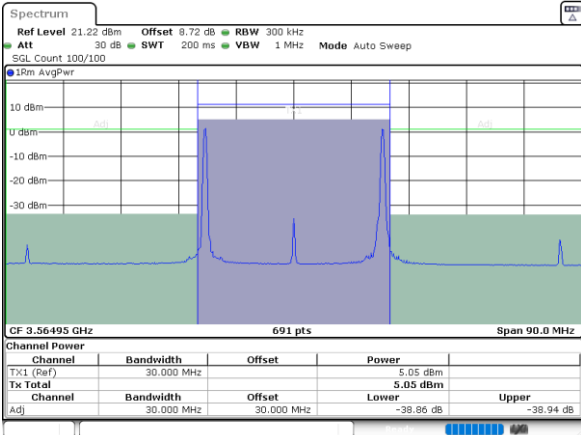 Spectrum
Ref Level 21.22 dBm Offset 8.72 dB RBW 300 kHz
Att 30 dB SWT 200 ms VBW 1 MHz Mode Auto Sweep
SGL Count 100/100
1Rm AvgPwr
10 dBm
Adj Adj
0 dBm
-10 dBm
-20 dBm
-30 dBm
CF 3.56495 GHz 691 pts Span 90.0 MHz
Channel Power
Channel Bandwidth Offset Power
TX1 (Ref) 30.000 MHz 5.05 dBm
Tx Total 5.05 dBm
Channel Bandwidth Offset Lower Upper
Adj 30.000 MHz 30.000 MHz -38.86 dB -38.94 dB
Ready